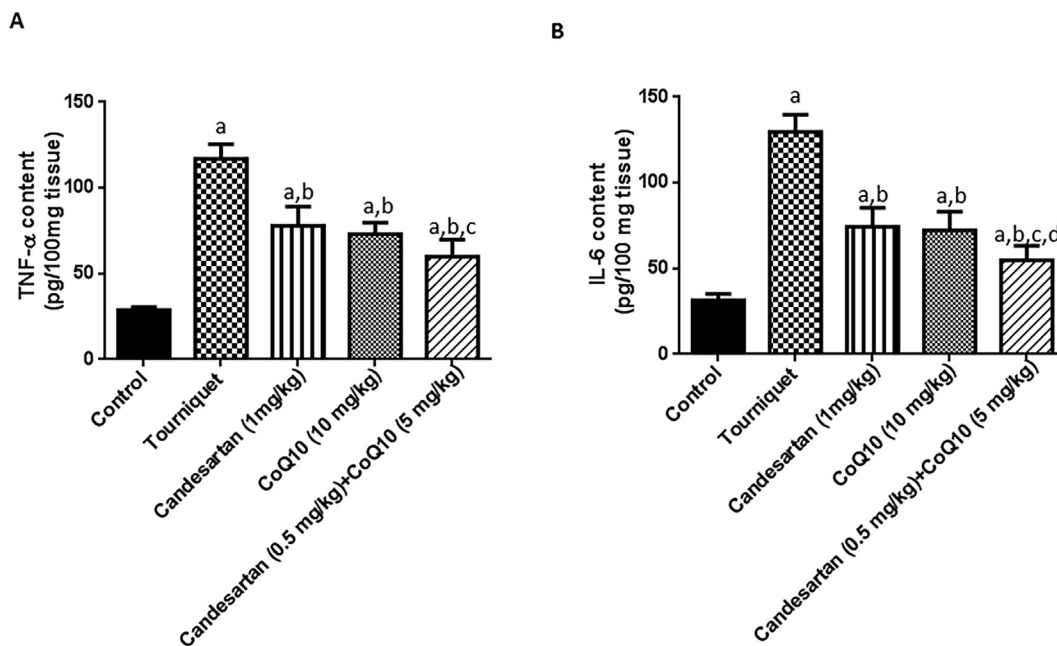 A
TNF-α content
(pg/100mg tissue)
150
100
50
0
a
a,b
a,b
a,b,c
Control
Tourniquet
Candesartan (1mg/kg)
CoQ10 (10 mg/kg)
Candesartan (0.5 mg/kg)+CoQ10 (5 mg/kg)
B
IL-6 content
(pg/100 mg tissue)
150
100
50
0
a
a,b
a,b
a,b,c,d
Control
Tourniquet
Candesartan (1mg/kg)
CoQ10 (10 mg/kg)
Candesartan (0.5 mg/kg)+CoQ10 (5 mg/kg)